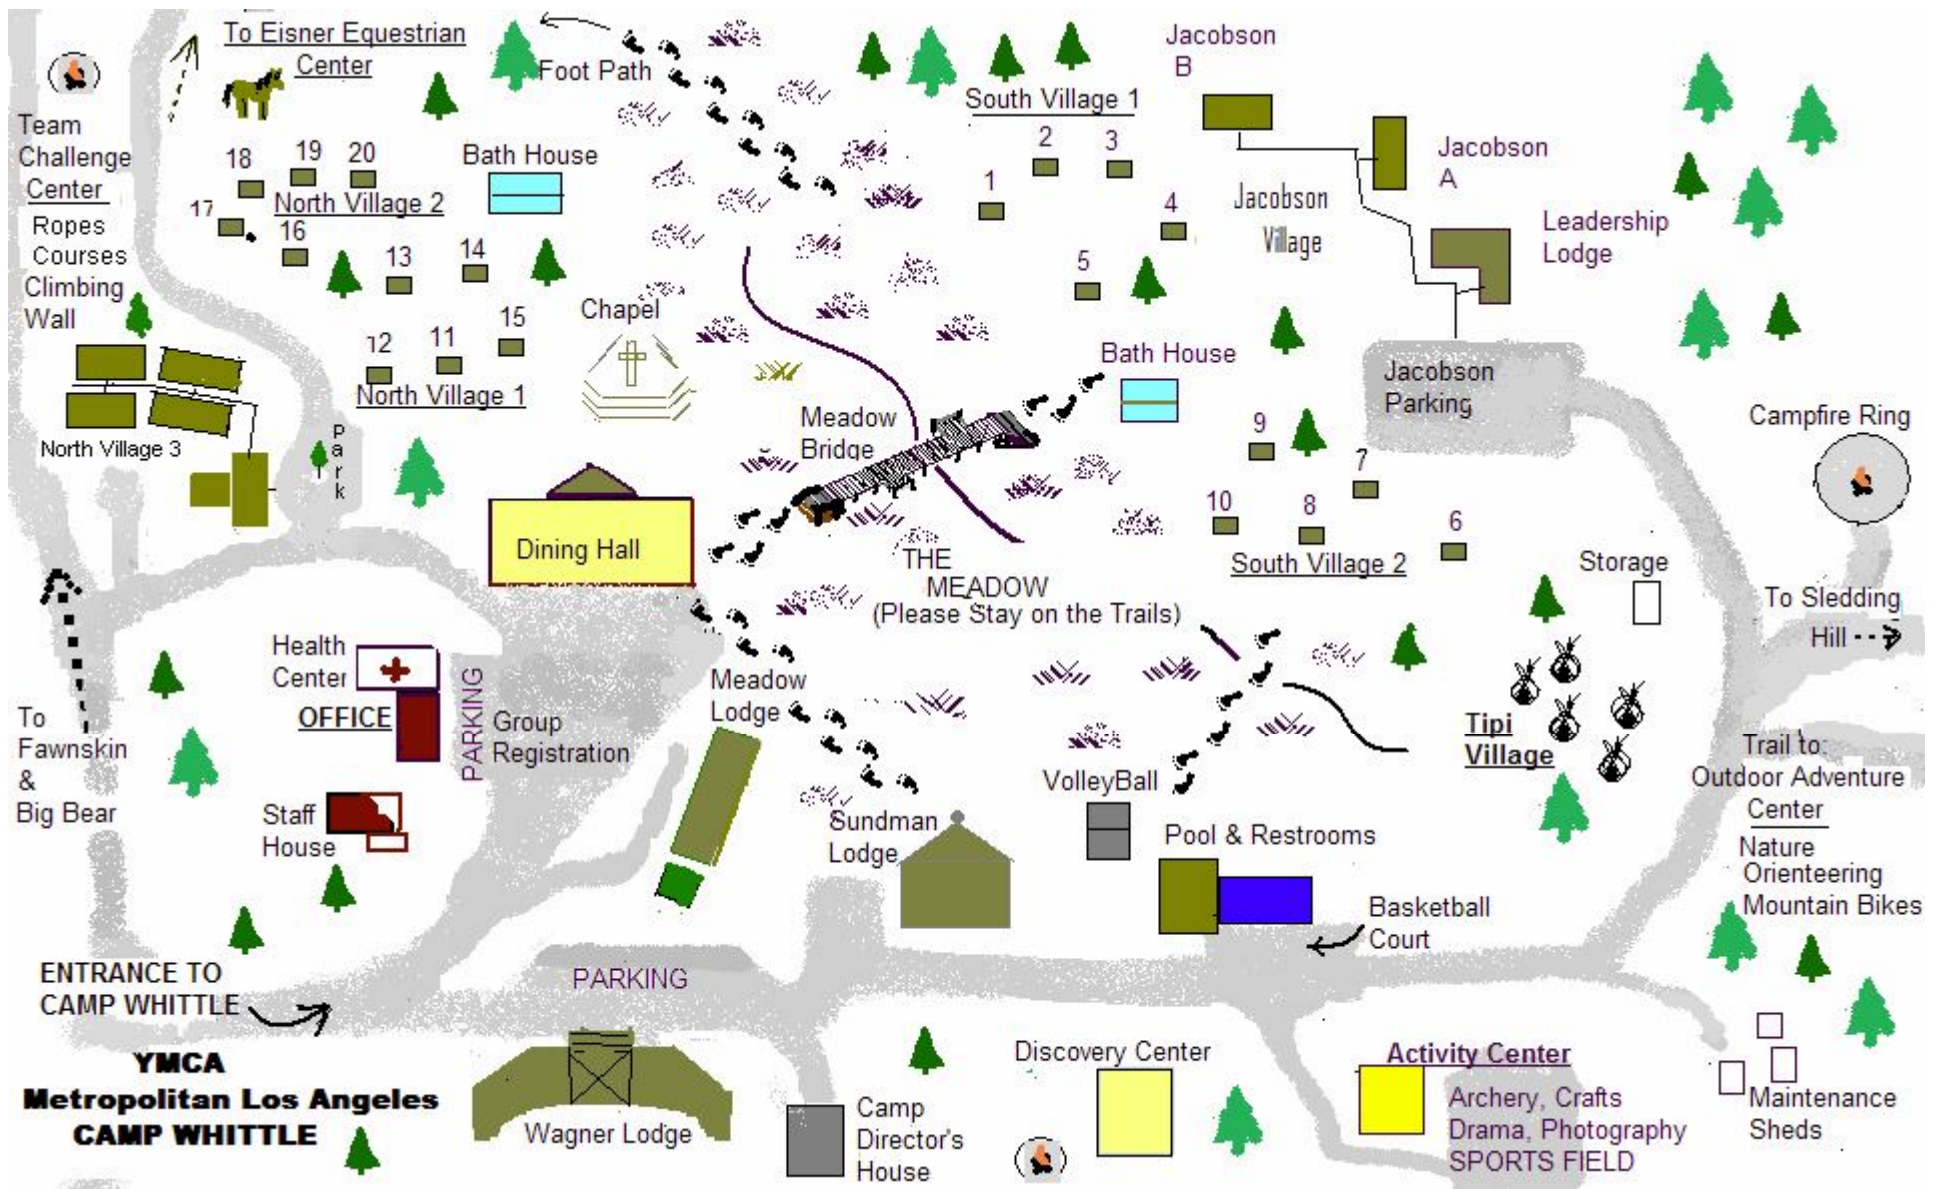 To Eisner Equestrian
Center
Foot Path
Team
Challenge
Center
Ropes
Courses
Climbing
Wall
18
19
20
17
North Village 2
16
13
14
Bath House
12
11
15
North Village 1
Chapel
North Village 3
Park
South Village 1
1
2
3
4
5
Jacobson
B
Jacobson
A
Jacobson
Village
Leadership
Lodge
Bath House
Jacobson
Parking
Meadow
Bridge
9
7
10
8
6
South Village 2
Campfire Ring
Dining Hall
THE
MEADOW
(Please Stay on the Trails)
Storage
To Sledding
Hill
Health
Center
OFFICE
PARKING
Group
Registration
Meadow
Lodge
To
Fawnskin
&
Big Bear
Staff
House
Sundman
Lodge
VolleyBall
Pool & Restrooms
Tipi
Village
Trail to:
Outdoor Adventure
Center
Nature
Orienteering
Mountain Bikes
Basketball
Court
ENTRANCE TO
CAMP WHITTLE
PARKING
YMCA
Metropolitan Los Angeles
CAMP WHITTLE
Wagner Lodge
Camp
Director's
House
Discovery Center
Activity Center
Archery, Crafts
Drama, Photography
SPORTS FIELD
Maintenance
Sheds